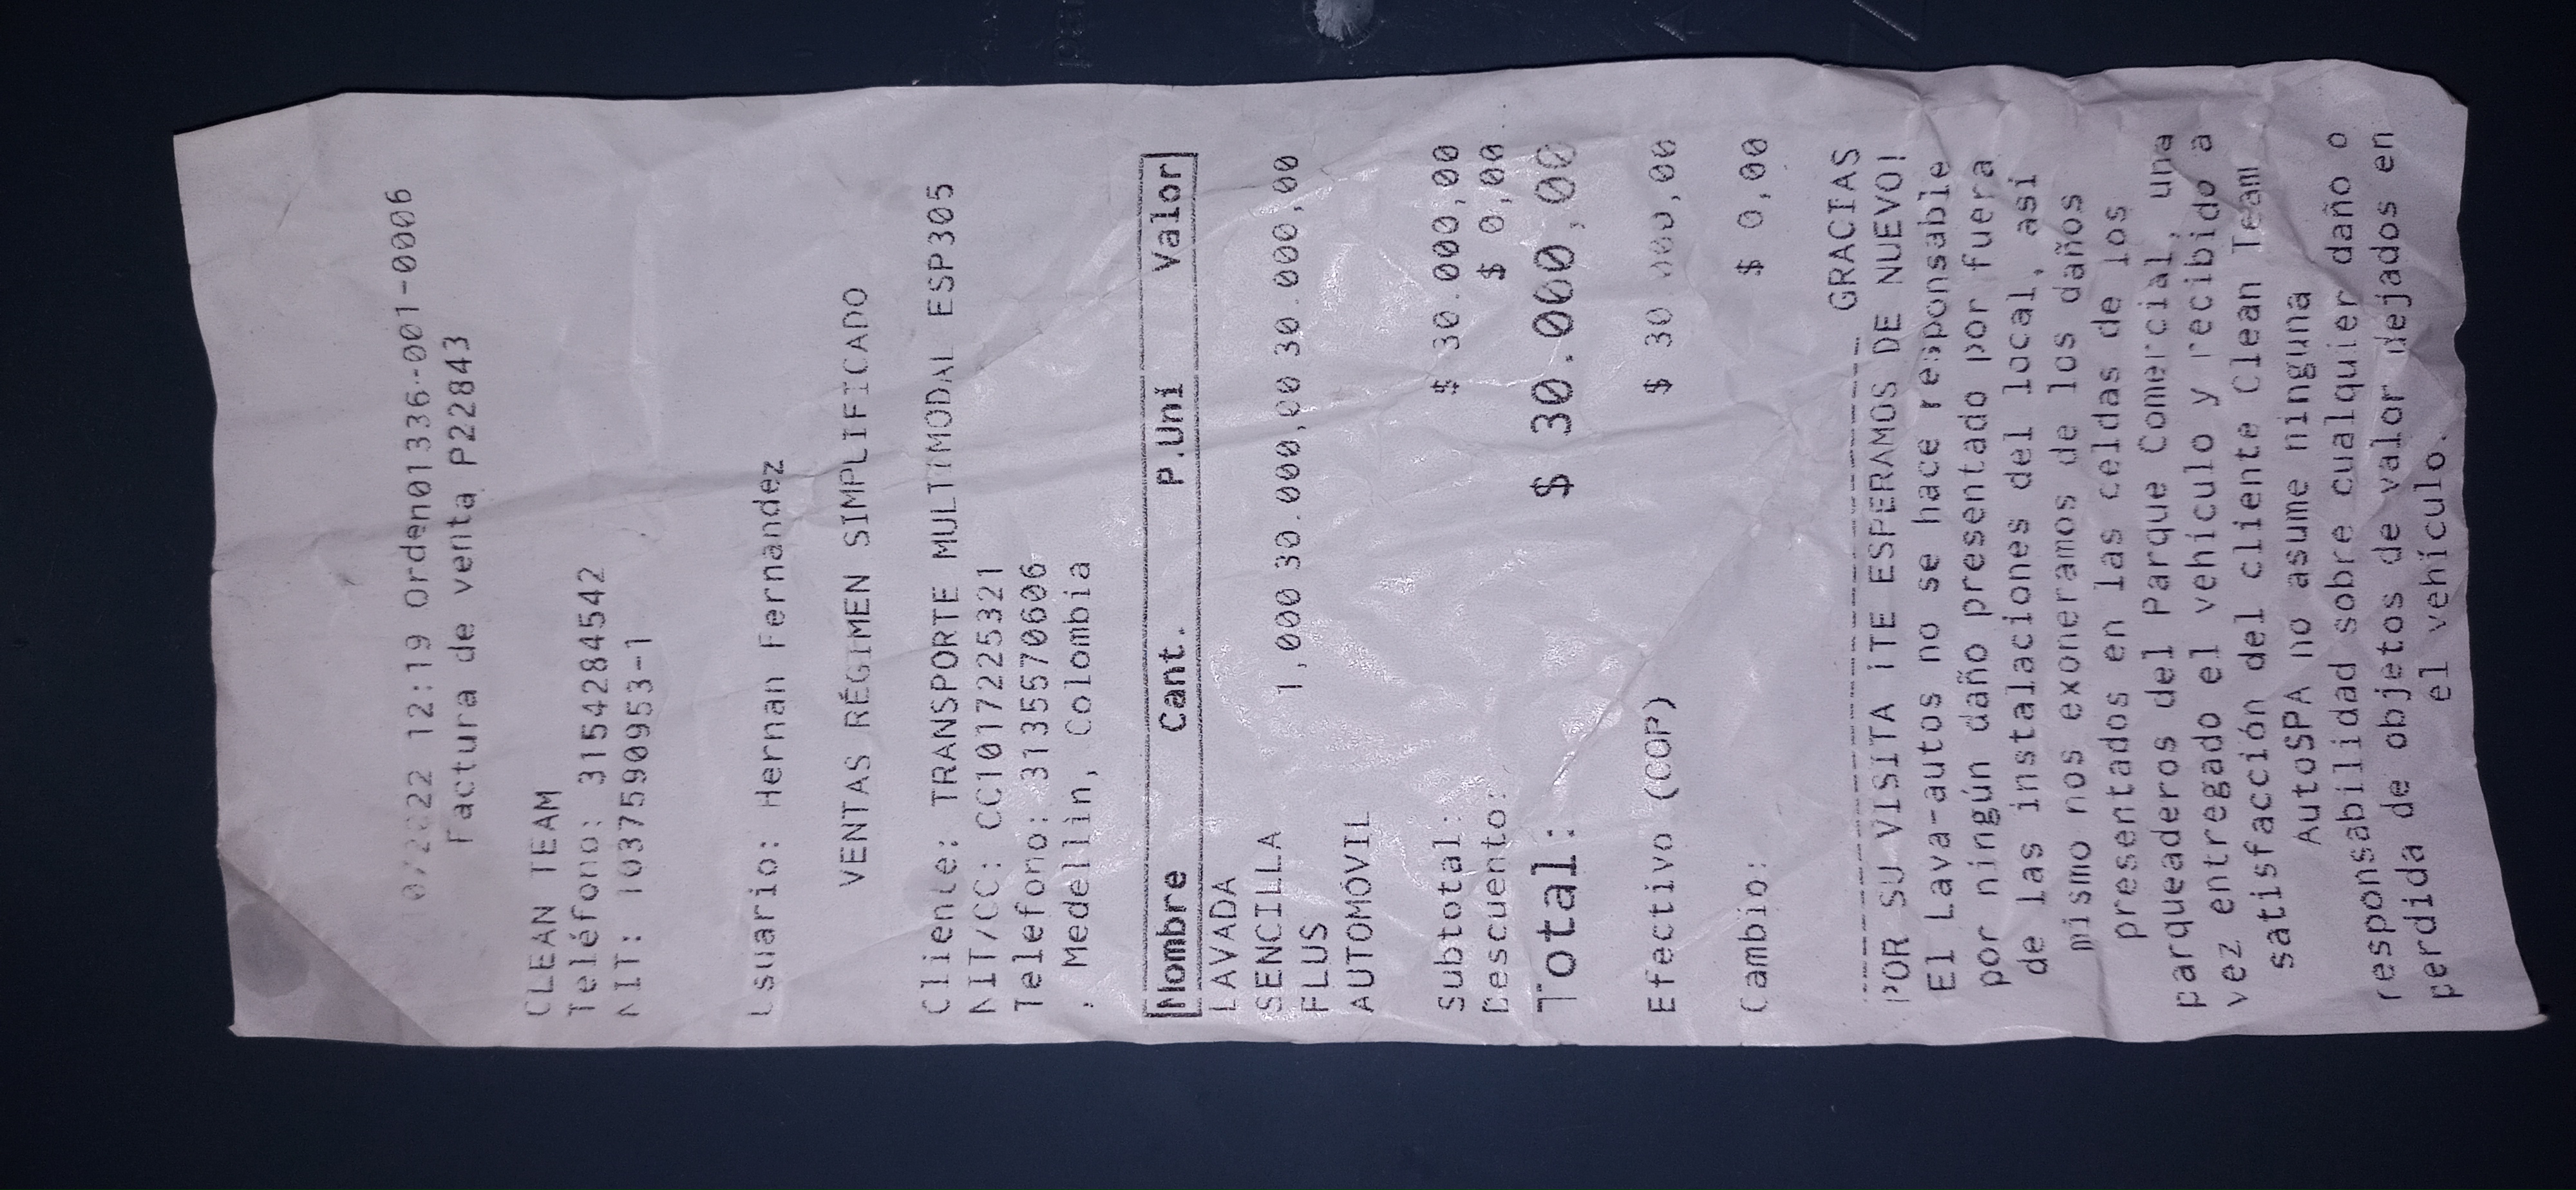 10/2022 12:19 Orden01336-001-0006
Factura de venta P22843
CLEAN TEAM
Teléfono: 3154284542
NIT: 1037590953-1
Usuario: Hernan Fernandez
VENTAS RÉGIMEN SIMPLIFICADO
Cliente: TRANSPORTE MULTIMODAL ESP305
NIT/CC: CC1017225321
Telefono: 3135570606
, Medellin, Colombia
Nombre Cant. P.Uni Valor
LAVADA
SENCILLA 1,000 30.000,00 30.000,00
PLUS
AUTOMOVIL
Subtotal: $ 30.000,00
Descuento: $ 0,00
Total: $ 30.000,00
Efectivo (COP) $ 30.000,00
Cambio: $ 0,00
GRACIAS
POR SU VISITA ¡TE ESPERAMOS DE NUEVO!
El Lava-autos no se hace responsable
por ningún daño presentado por fuera
de las instalaciones del local, así
mismo nos exoneramos de los daños
presentados en las celdas de los
parqueaderos del Parque Comercial, una
vez entregado el vehículo y recibido a
satisfacción del cliente Clean Team
AutoSPA no asume ninguna
responsabilidad sobre cualquier daño o
perdida de objetos de valor dejados en
el vehículo.